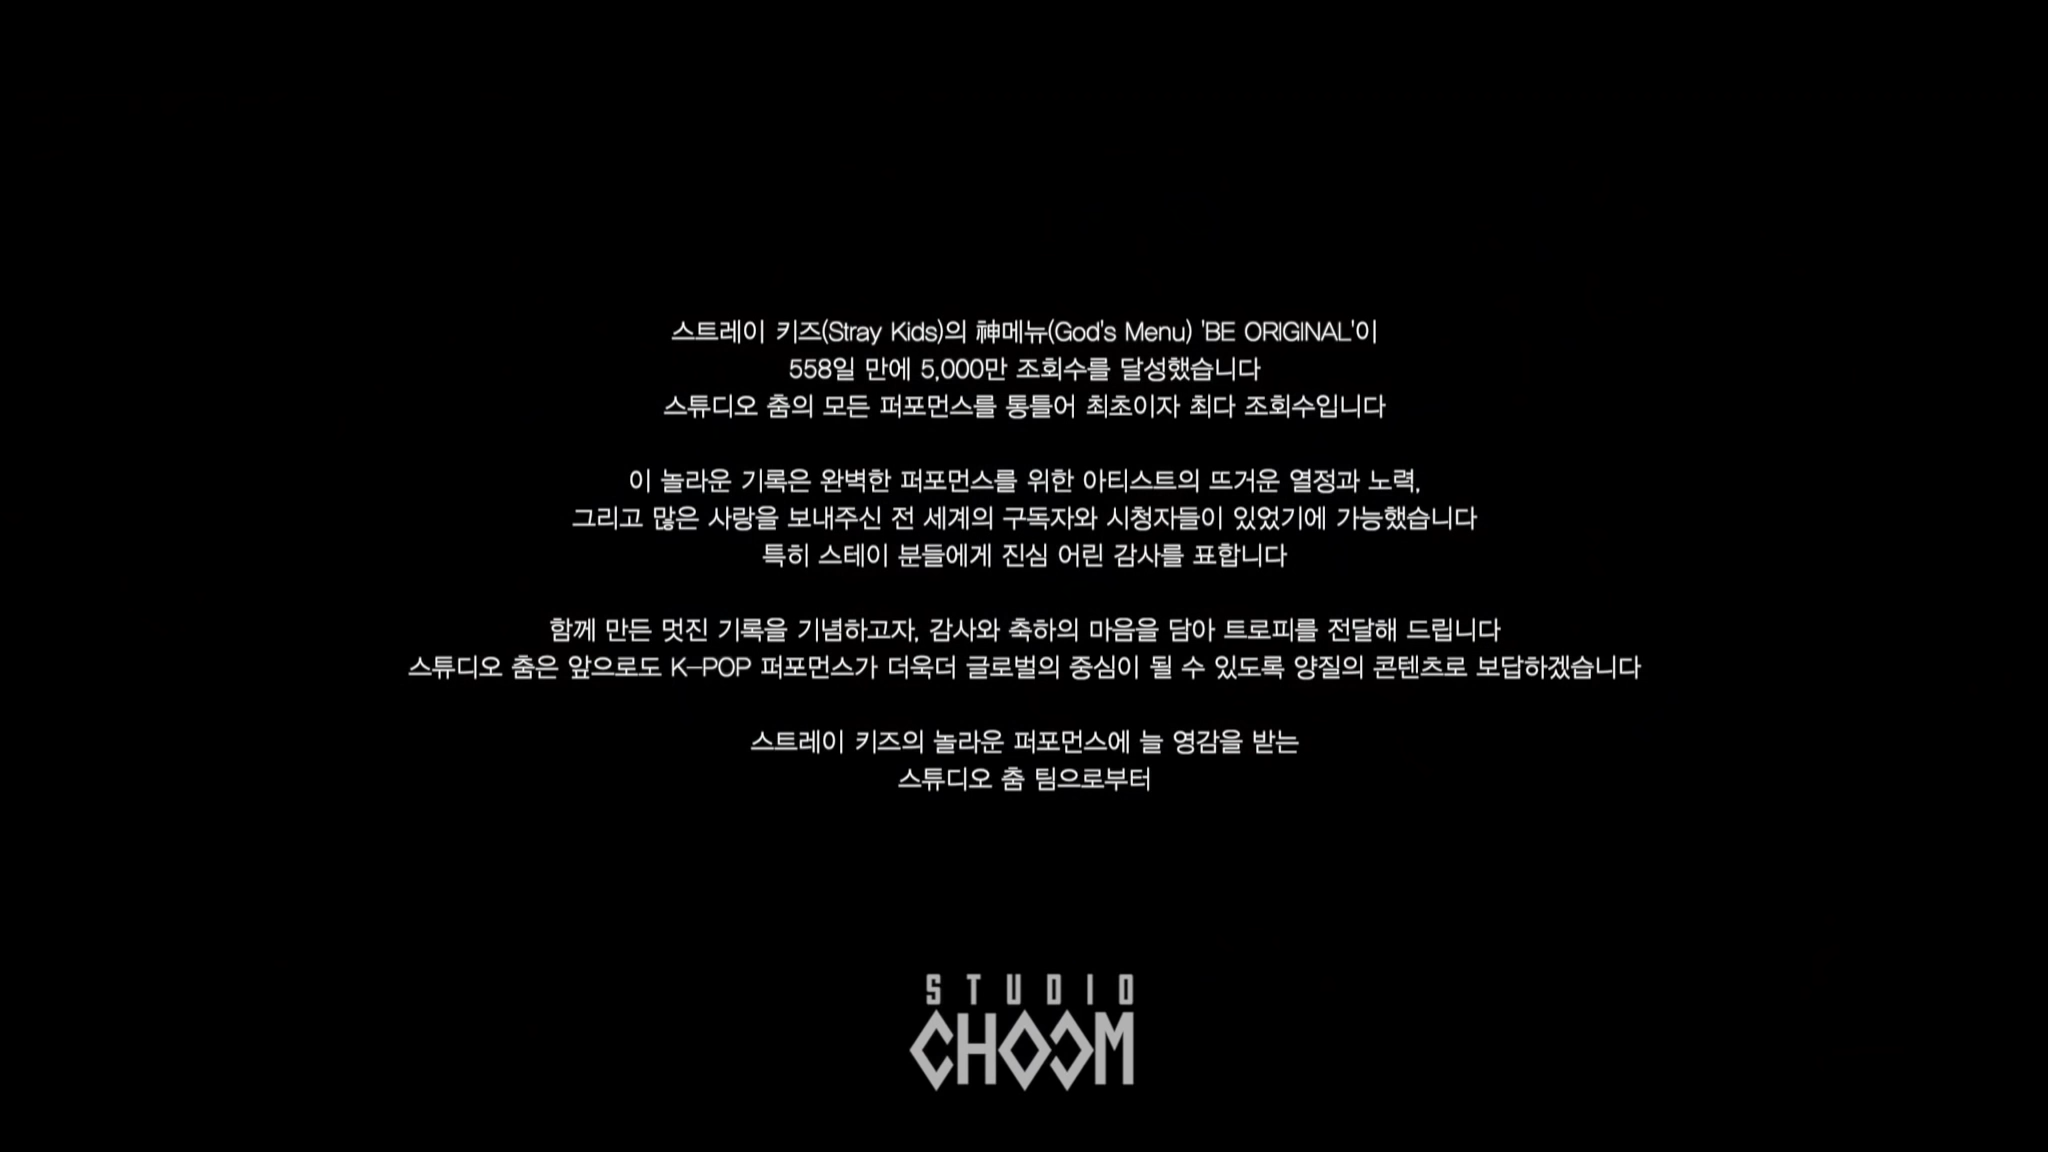 스트레이 키즈(Stray Kids)의 神메뉴(God's Menu) 'BE ORIGINAL'이
558일 만에 5,000만 조회수를 달성했습니다
스튜디오 춤의 모든 퍼포먼스를 통틀어 최초이자 최다 조회수입니다
이 놀라운 기록은 완벽한 퍼포먼스를 위한 아티스트의 뜨거운 열정과 노력,
그리고 많은 사랑을 보내주신 전 세계의 구독자와 시청자들이 있었기에 가능했습니다
특히 스테이 분들에게 진심 어린 감사를 표합니다
함께 만든 멋진 기록을 기념하고자, 감사와 축하의 마음을 담아 트로피를 전달해 드립니다
스튜디오 춤은 앞으로도 K-POP 퍼포먼스가 더욱더 글로벌의 중심이 될 수 있도록 양질의 콘텐츠로 보답하겠습니다
스트레이 키즈의 놀라운 퍼포먼스에 늘 영감을 받는
스튜디오 춤 팀으로부터
STUDIO
CHOOM